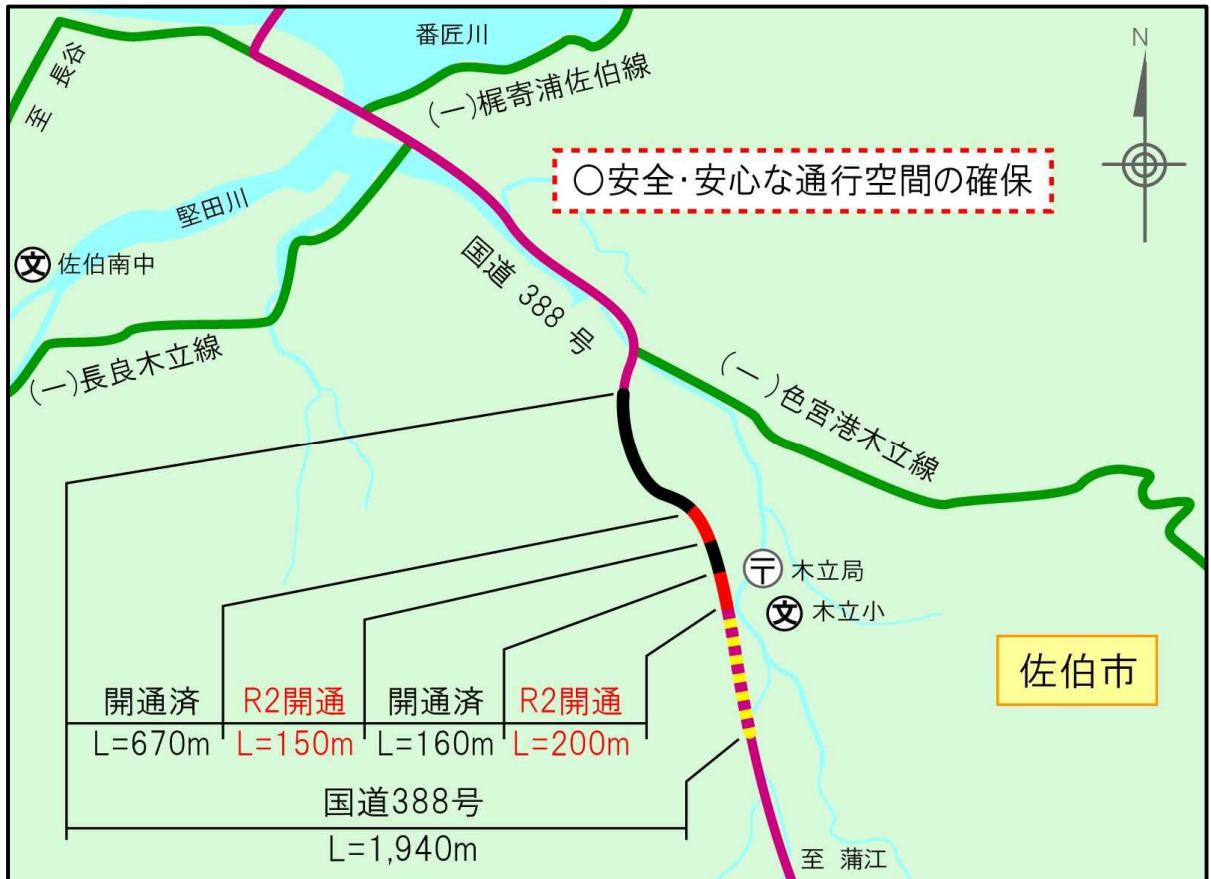 番匠川
N
至 長谷
(一)梶寄浦佐伯線
○安全・安心な通行空間の確保
堅田川
文 佐伯南中
国道 388 号
(一)長良木立線
(一)色宮港木立線
〒 木立局
文 木立小
佐伯市
開通済 R2開通 開通済 R2開通
L=670m L=150m L=160m L=200m
国道388号
L=1,940m
至 蒲江